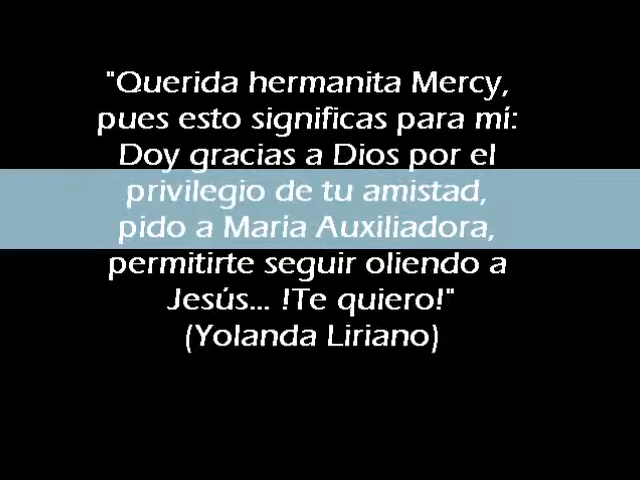 "Querida hermanita Mercy,
pues esto significas para mí:
Doy gracias a Dios por el
privilegio de tu amistad,
pido a María Auxiliadora,
permitirte seguir oliendo a
Jesús... !Te quiero!"
(Yolanda Liriano)